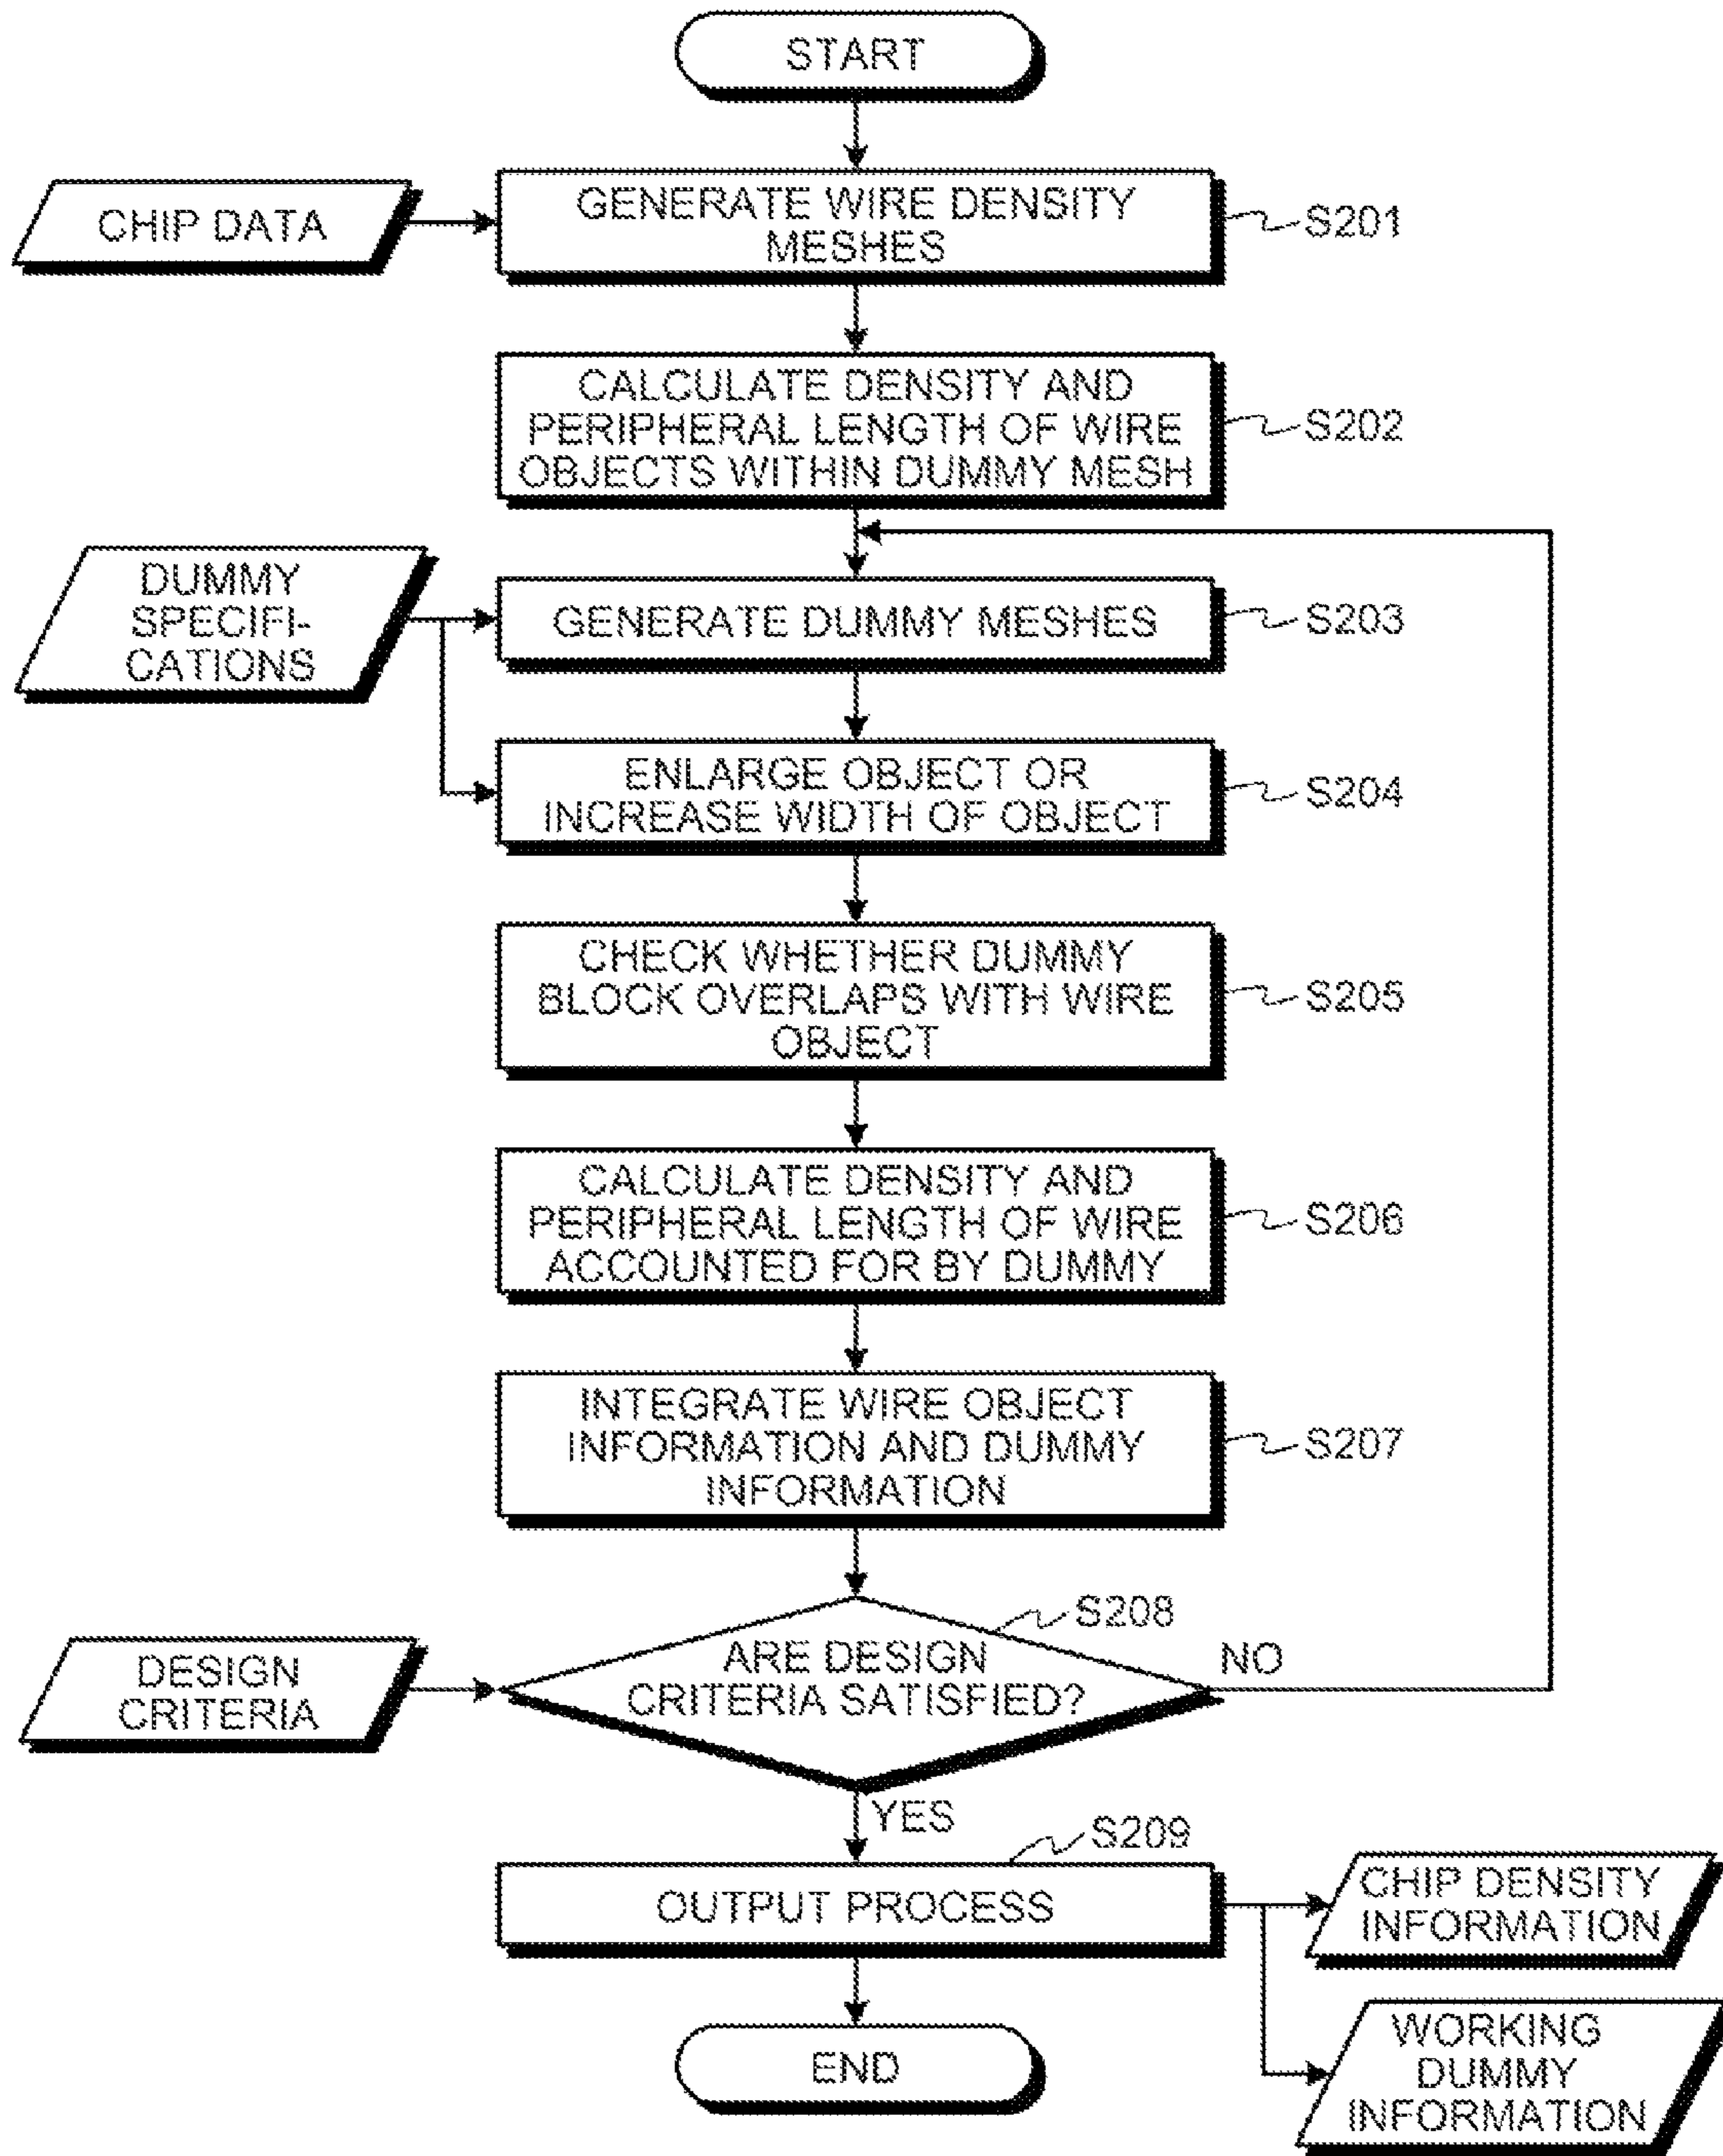 START
CHIP DATA
GENERATE WIRE DENSITY
MESHES
S201
CALCULATE DENSITY AND
PERIPHERAL LENGTH OF WIRE
OBJECTS WITHIN DUMMY MESH
S202
DUMMY
SPECIFI-
CATIONS
GENERATE DUMMY MESHES
S203
ENLARGE OBJECT OR
INCREASE WIDTH OF OBJECT
S204
CHECK WHETHER DUMMY
BLOCK OVERLAPS WITH WIRE
OBJECT
S205
CALCULATE DENSITY AND
PERIPHERAL LENGTH OF WIRE
ACCOUNTED FOR BY DUMMY
S206
INTEGRATE WIRE OBJECT
INFORMATION AND DUMMY
INFORMATION
S207
S208
DESIGN
CRITERIA
ARE DESIGN
CRITERIA SATISFIED?
NO
YES
S209
OUTPUT PROCESS
CHIP DENSITY
INFORMATION
WORKING
DUMMY
INFORMATION
END